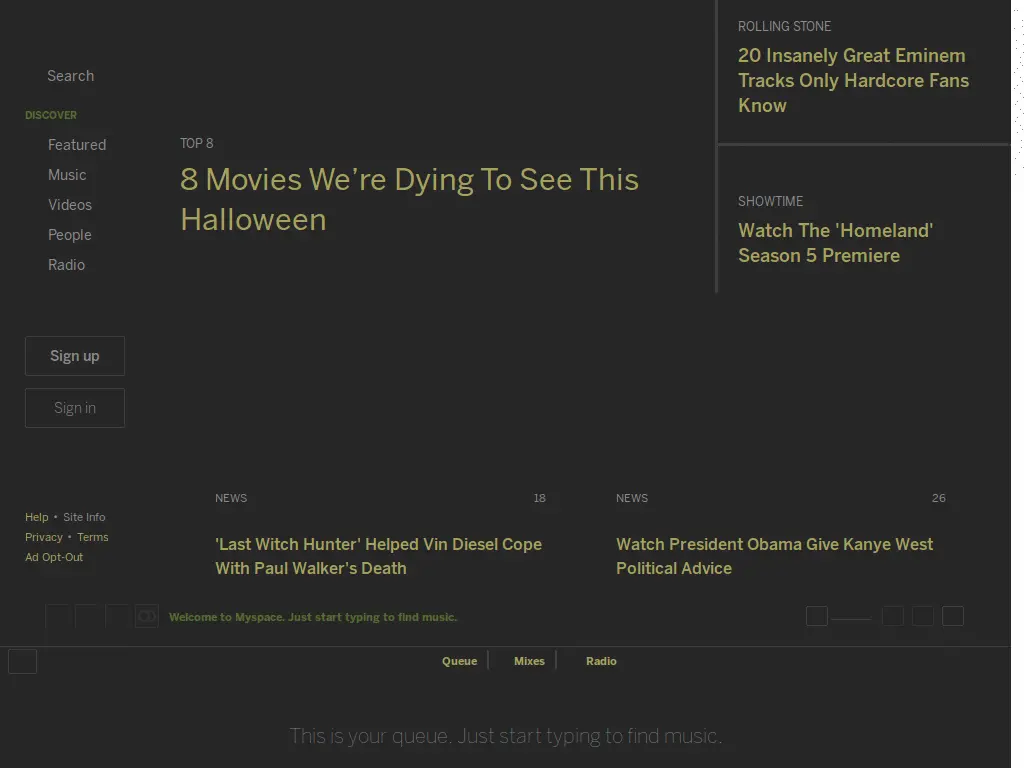 Search
DISCOVER
Featured
Music
Videos
People
Radio
Sign up
Sign in
Help • Site Info
Privacy • Terms
Ad Opt-Out
TOP 8
8 Movies We’re Dying To See This
Halloween
ROLLING STONE
20 Insanely Great Eminem
Tracks Only Hardcore Fans
Know
SHOWTIME
Watch The 'Homeland'
Season 5 Premiere
NEWS 18
'Last Witch Hunter' Helped Vin Diesel Cope
With Paul Walker's Death
NEWS 26
Watch President Obama Give Kanye West
Political Advice
Welcome to Myspace. Just start typing to find music.
Queue
Mixes
Radio
This is your queue. Just start typing to find music.